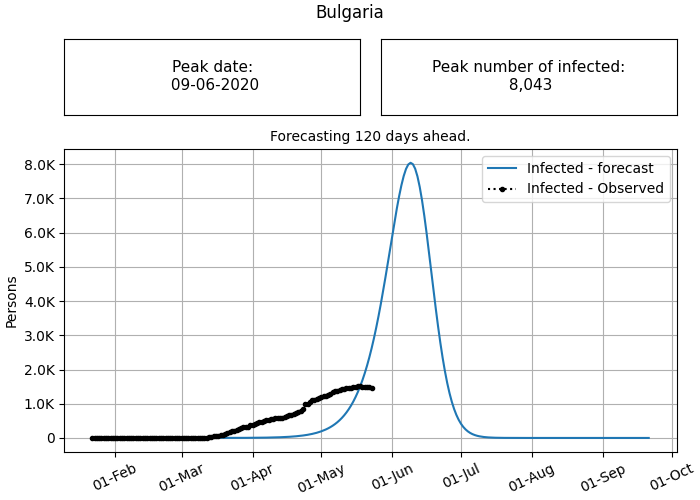 Bulgaria
Peak date:
09-06-2020
Peak number of infected:
8,043
Forecasting 120 days ahead.
Infected - forecast
Infected - Observed
Persons
8.0K
7.0K
6.0K
5.0K
4.0K
3.0K
2.0K
1.0K
0
01-Feb
01-Mar
01-Apr
01-May
01-Jun
01-Jul
01-Aug
01-Sep
01-Oct